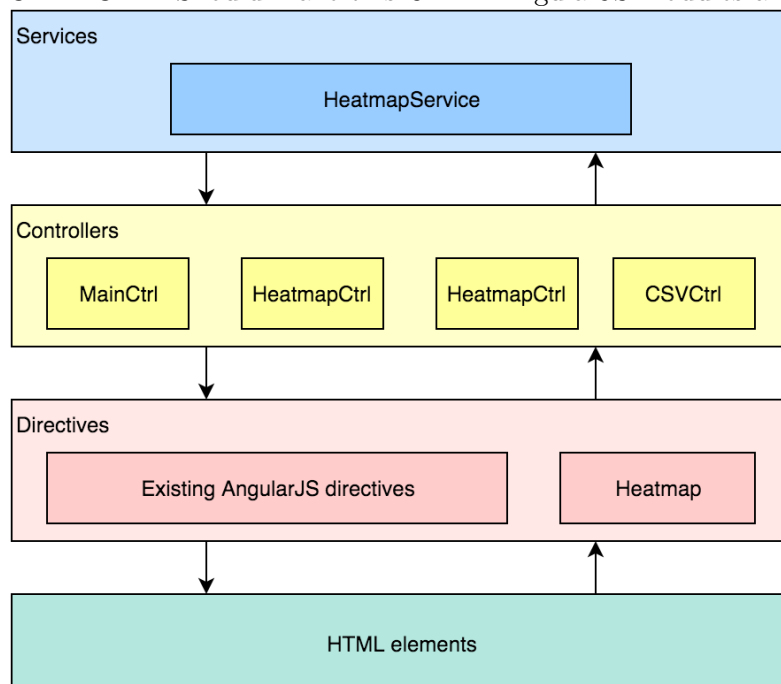 Services
HeatmapService
Controllers
MainCtrl
HeatmapCtrl
HeatmapCtrl
CSVCtrl
Directives
Existing AngularJS directives
Heatmap
HTML elements